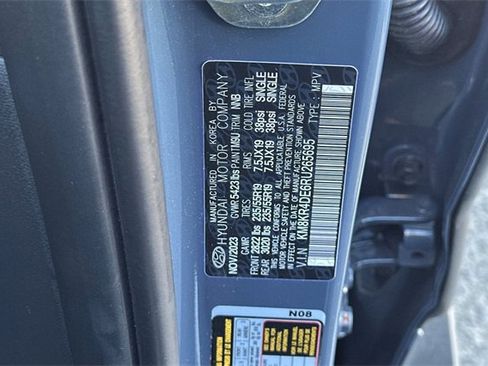 MANUFACTURED IN KOREA BY
HYUNDAI MOTOR COMPANY
NOV/2023 GVWR 5423 lbs PAINT M9U TRIM NNB
GAWR TIRES RIMS COLD TIRE INFL
FRONT 2822 lbs 235/55R19 7.5JX19 38psi SINGLE
REAR 3020 lbs 235/55R19 7.5JX19 38psi SINGLE
THIS VEHICLE CONFORMS TO ALL APPLICABLE U.S. FEDERAL
MOTOR VEHICLE SAFETY AND THEFT PREVENTION STANDARDS
IN EFFECT ON THE DATE OF MANUFACTURE SHOWN ABOVE.
V.I.N KM8KR4DE6RU265695 TYPE : MPV
N08